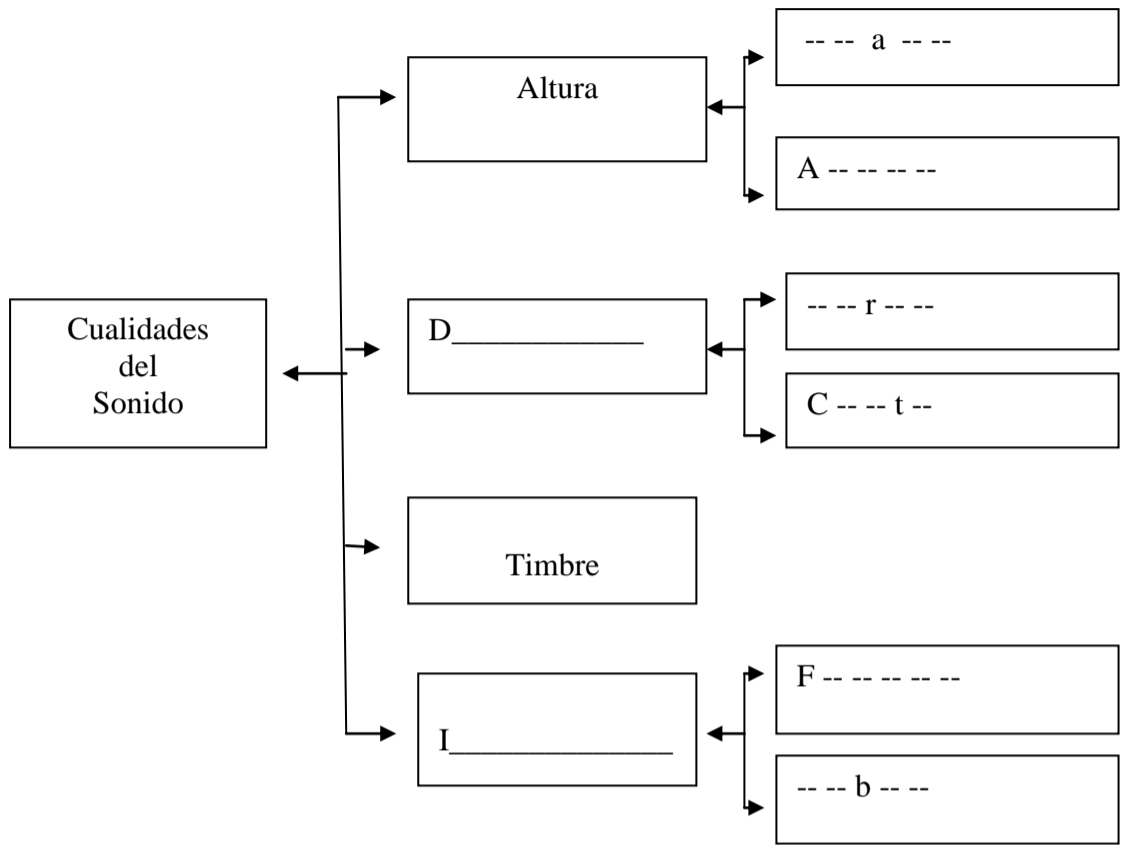 Cualidades
del
Sonido
Altura
-- -- a -- --
A -- -- -- --
D____________
-- -- r -- --
C -- -- t --
Timbre
I______________
F -- -- -- -- --
-- -- b -- --